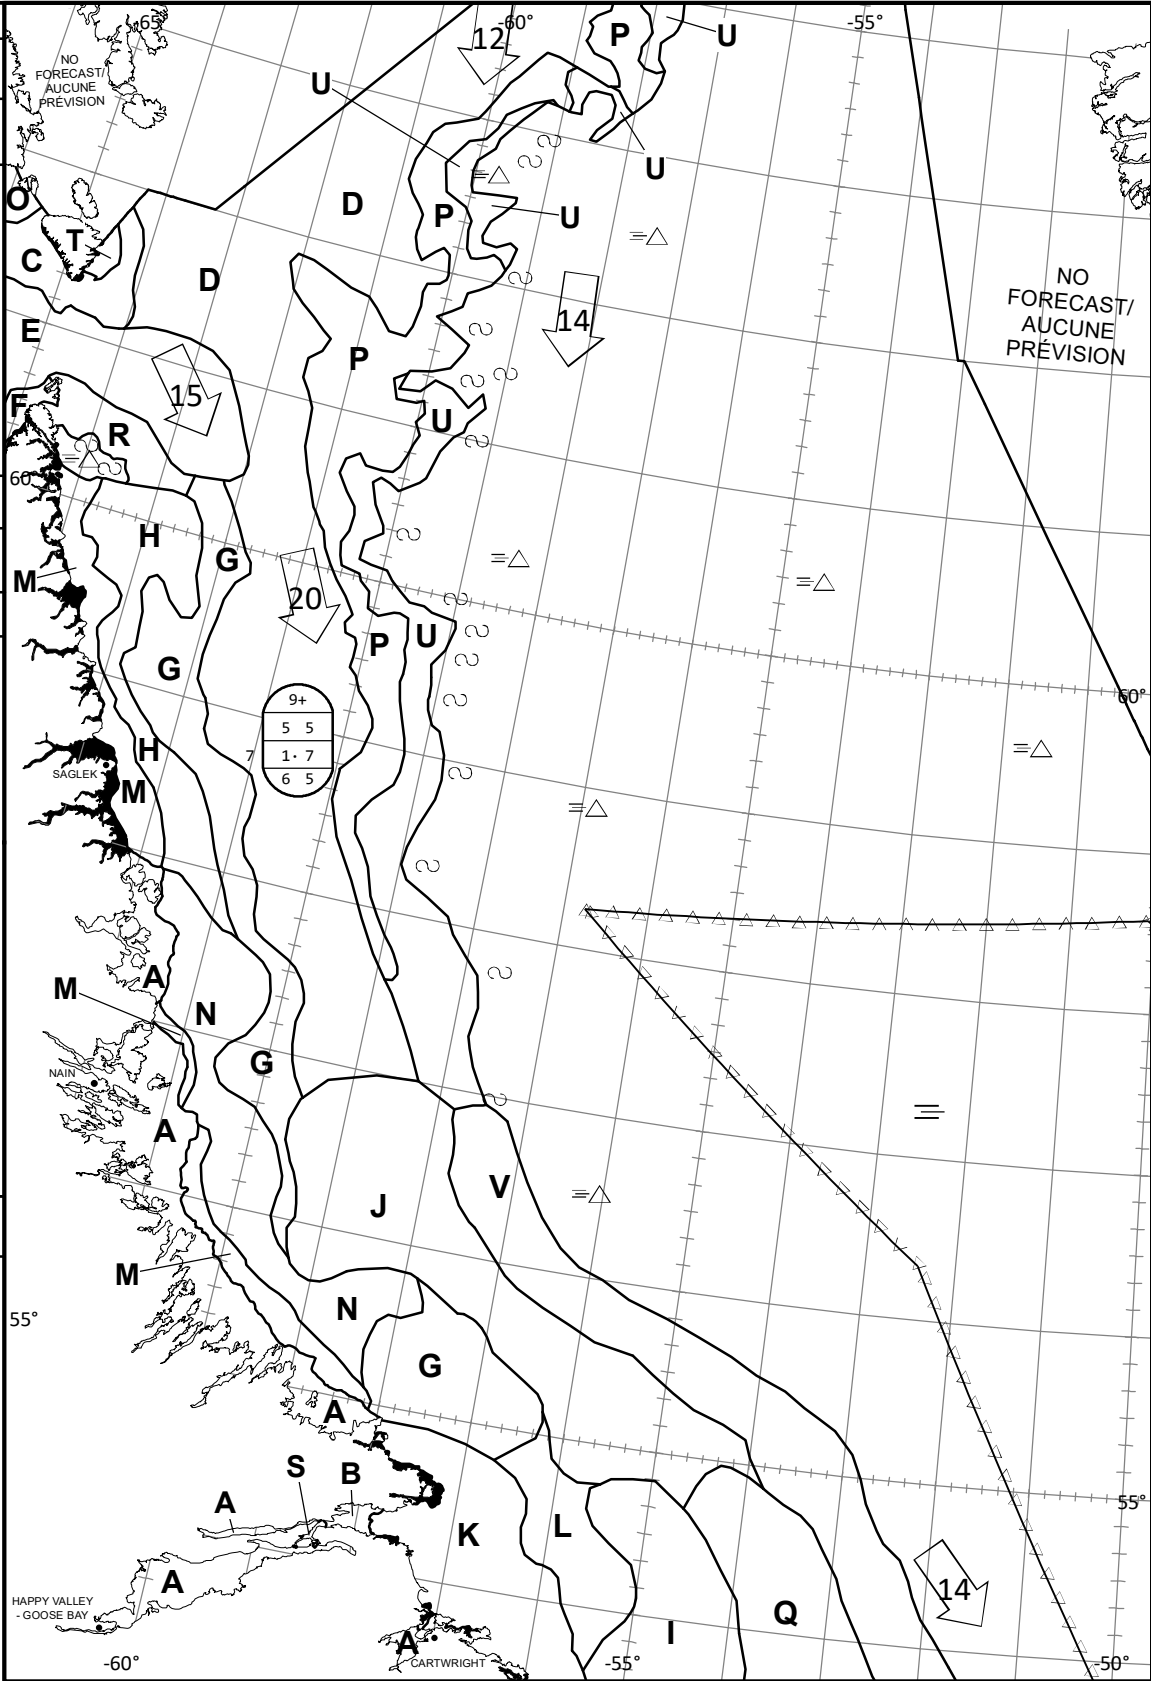 65°
-60°
-55°
12
P
U
NO
FORECAST/
AUCUNE
PRÉVISION
U
U
O
D
P
U
T
C
D
NO
FORECAST/
AUCUNE
PRÉVISION
14
E
P
15
F
U
R
60°
H
G
M
20
P
U
G
60°
9+
5 5
7 1· 7
6 5
H
SAGLEK
M
A
M
N
G
NAIN
A
V
J
M
N
55°
G
A
S
B
A
55°
L
K
A
14
HAPPY VALLEY
- GOOSE BAY
Q
I
A
CARTWRIGHT
-60°
-55°
-50°